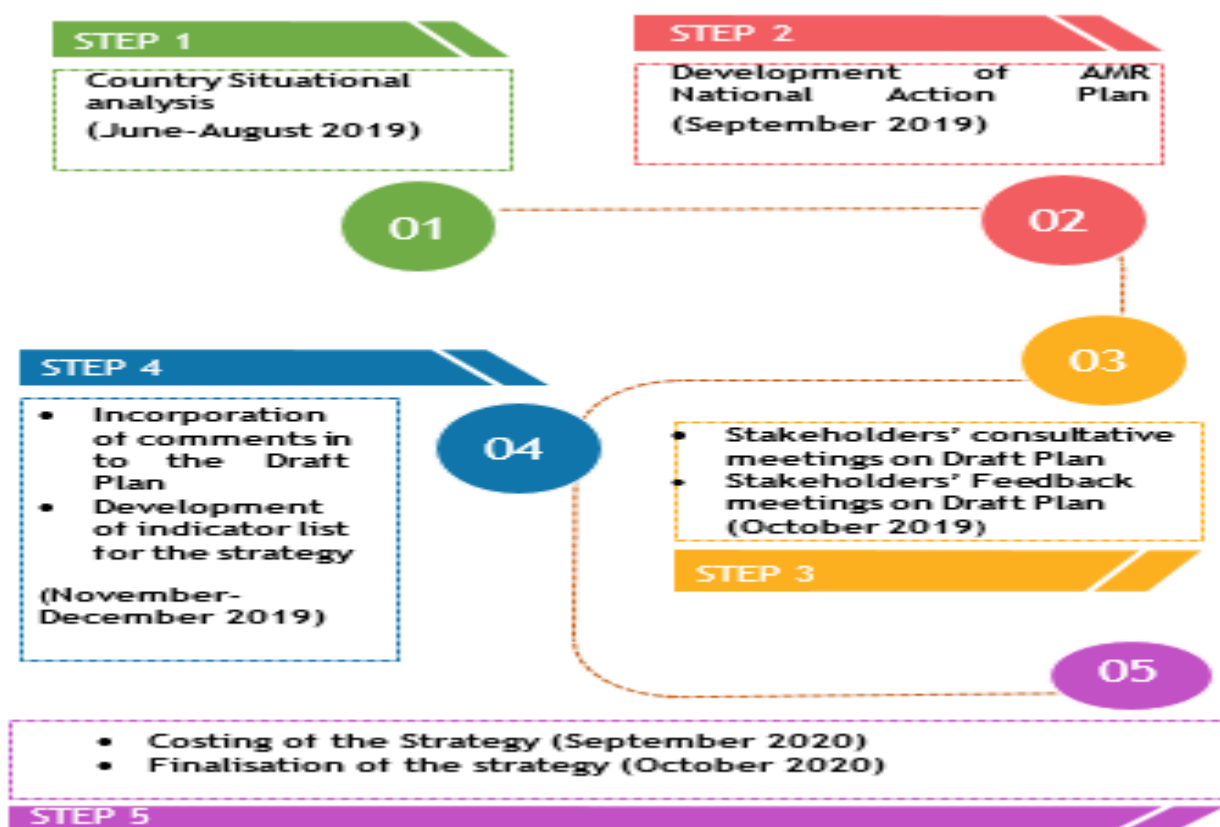 STEP 1
Country Situational
analysis
(June-August 2019)
STEP 2
Development of AMR
National Action Plan
(September 2019)
01
02
03
STEP 4
• Incorporation
of comments in
to the Draft
Plan
• Development
of indicator list
for the strategy
(November-
December 2019)
04
• Stakeholders’ consultative
meetings on Draft Plan
• Stakeholders’ Feedback
meetings on Draft Plan
(October 2019)
STEP 3
05
• Costing of the Strategy (September 2020)
• Finalisation of the strategy (October 2020)
STEP 5